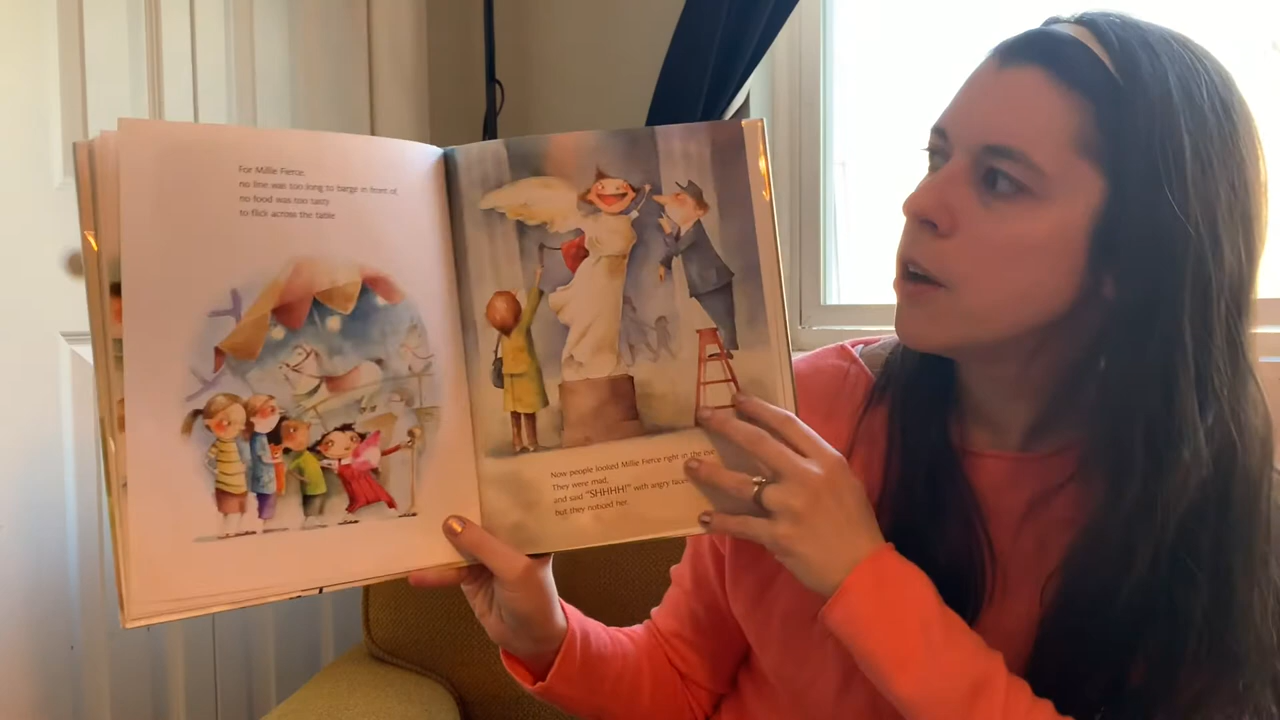 For Millie Fierce,
no line was too long to barge in front of,
no food was too tasty
to flick across the table
Now people looked Millie Fierce right in the eye
They were mad,
and said "SHHHH!" with angry
but they noticed her.